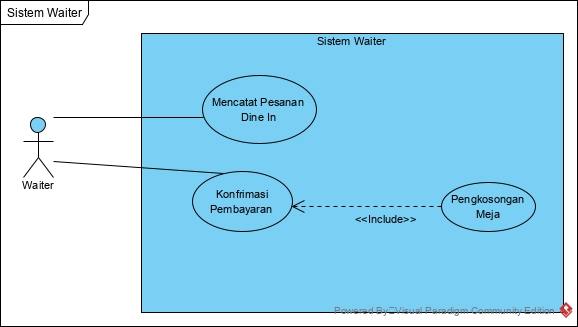 Sistem Waiter
Sistem Waiter
Mencatat Pesanan
Dine In
Waiter
Konfrimasi
Pembayaran
Pengkosongan
Meja
<<Include>>
Powered By Visual Paradigm Community Edition